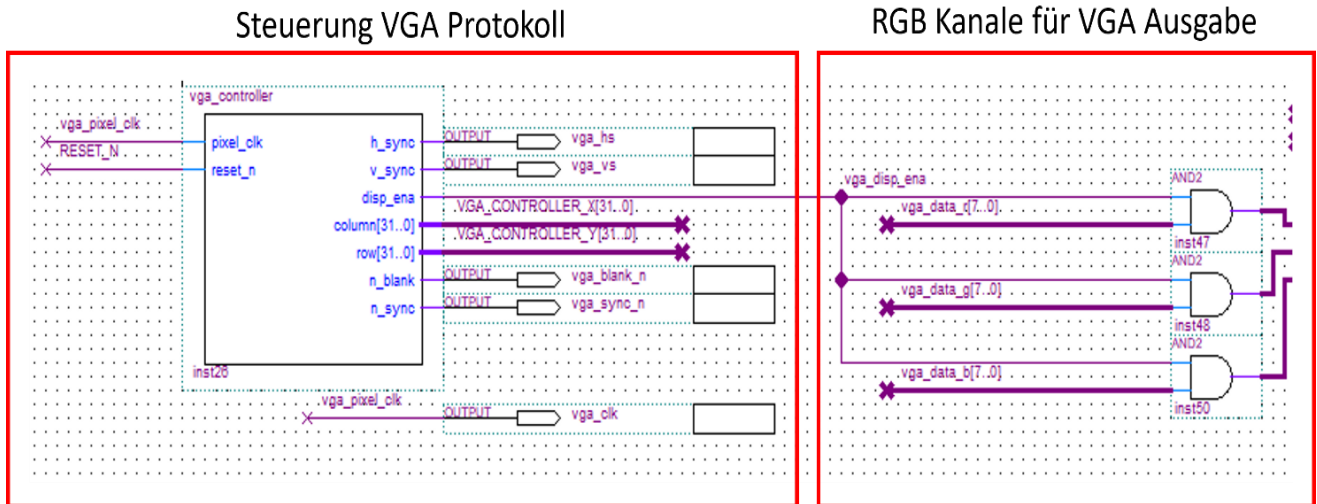 Steuerung VGA Protokoll
RGB Kanale für VGA Ausgabe
vga_controller
vga_pixel_clk
RESET_N
pixel_clk
reset_n
h_sync
v_sync
disp_ena
column[31..0]
row[31..0]
n_blank
n_sync
inst26
OUTPUT
vga_hs
OUTPUT
vga_vs
VGA_CONTROLLER_X[31..0]
VGA_CONTROLLER_Y[31..0]
OUTPUT
vga_blank_n
OUTPUT
vga_sync_n
vga_pixel_clk
OUTPUT
vga_clk
vga_disp_ena
vga_data_r[7..0]
AND2
inst47
vga_data_g[7..0]
AND2
inst48
vga_data_b[7..0]
AND2
inst50